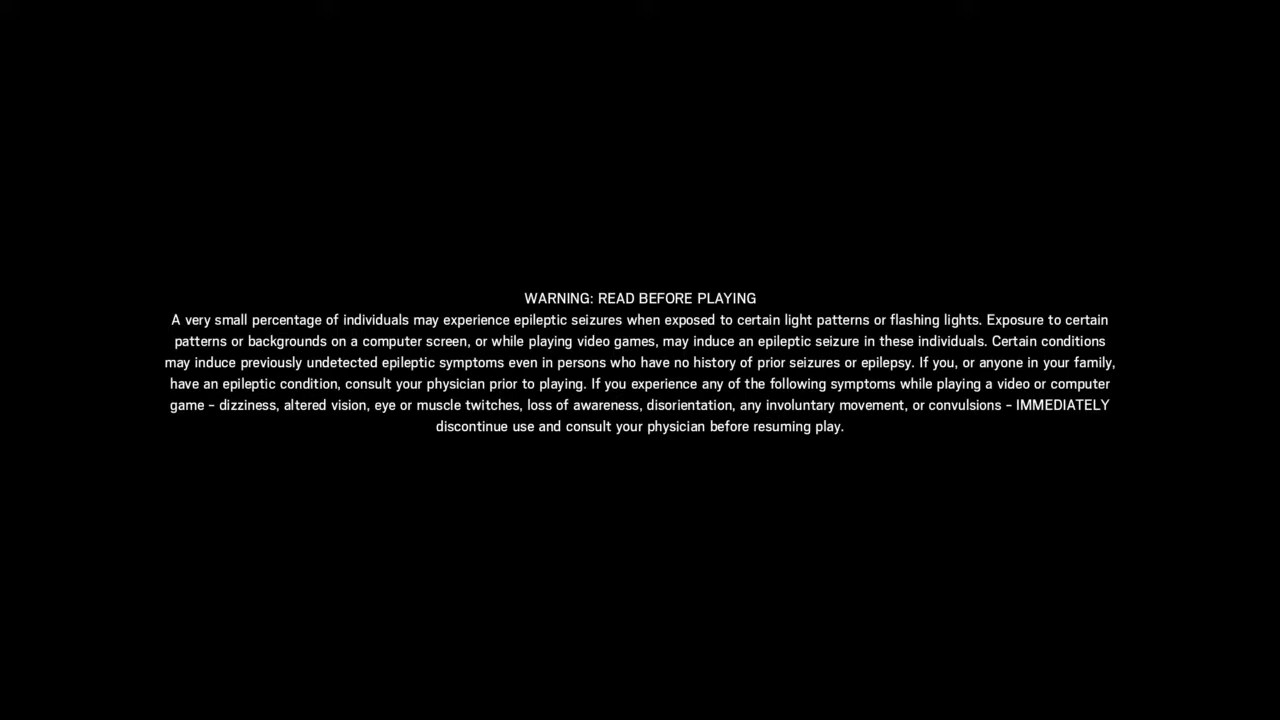 WARNING: READ BEFORE PLAYING
A very small percentage of individuals may experience epileptic seizures when exposed to certain light patterns or flashing lights. Exposure to certain
patterns or backgrounds on a computer screen, or while playing video games, may induce an epileptic seizure in these individuals. Certain conditions
may induce previously undetected epileptic symptoms even in persons who have no history of prior seizures or epilepsy. If you, or anyone in your family,
have an epileptic condition, consult your physician prior to playing. If you experience any of the following symptoms while playing a video or computer
game – dizziness, altered vision, eye or muscle twitches, loss of awareness, disorientation, any involuntary movement, or convulsions – IMMEDIATELY
discontinue use and consult your physician before resuming play.